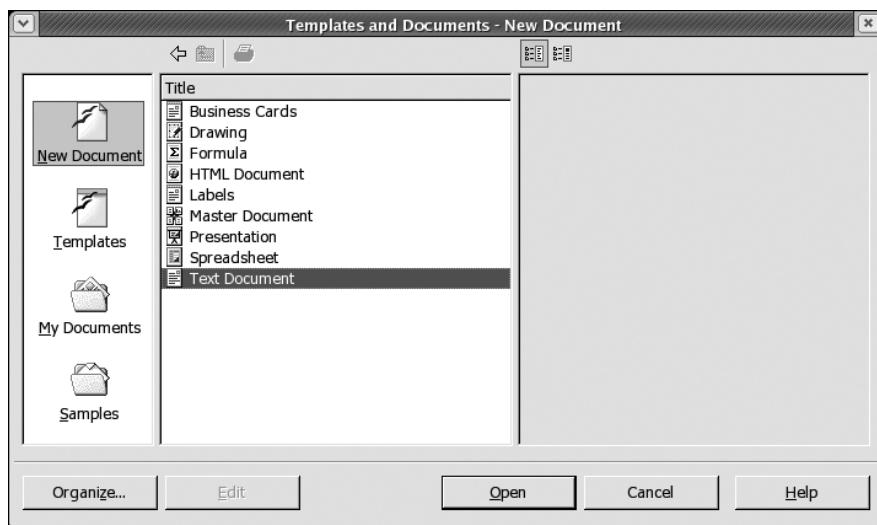 Templates and Documents - New Document
New Document
Templates
My Documents
Samples
Title
Business Cards
Drawing
Formula
HTML Document
Labels
Master Document
Presentation
Spreadsheet
Text Document
Organize...
Edit
Open
Cancel
Help